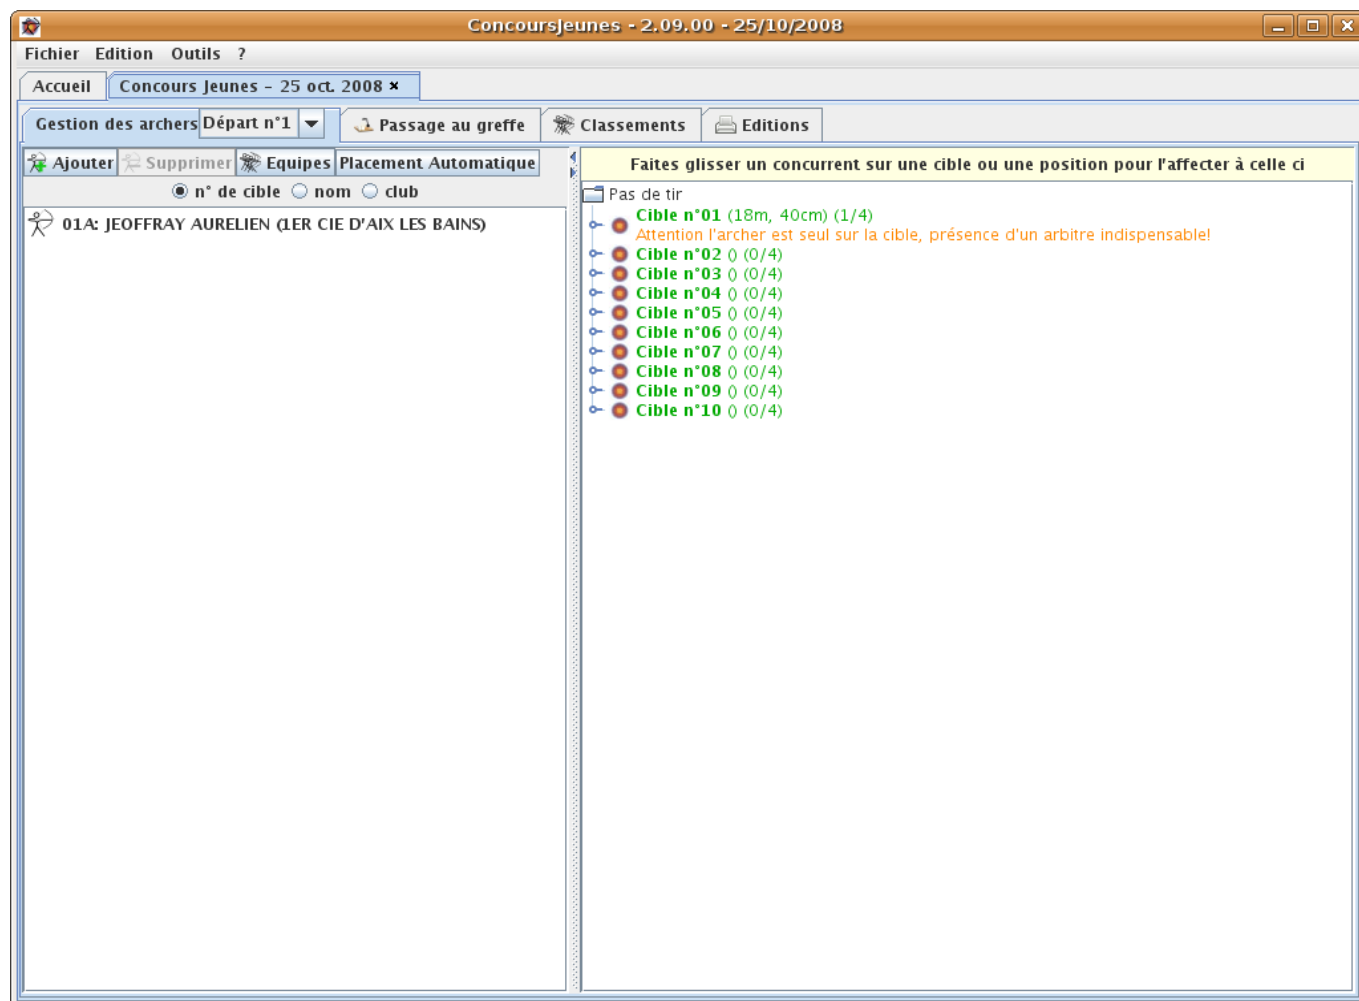 ConcoursJeunes - 2.09.00 - 25/10/2008
Fichier Edition Outils ?
Accueil Concours Jeunes - 25 oct. 2008 ×
Gestion des archers Départ n°1 Passage au greffe Classements Editions
Ajouter Supprimer Equipes Placement Automatique
n° de cible nom club
01A: JEOFFRAY AURELIEN (1ER CIE D'AIX LES BAINS)
Faites glisser un concurrent sur une cible ou une position pour l'affecter à celle ci
Pas de tir
Cible n°01 (18m, 40cm) (1/4)
Attention l'archer est seul sur la cible, présence d'un arbitre indispensable!
Cible n°02 () (0/4)
Cible n°03 () (0/4)
Cible n°04 () (0/4)
Cible n°05 () (0/4)
Cible n°06 () (0/4)
Cible n°07 () (0/4)
Cible n°08 () (0/4)
Cible n°09 () (0/4)
Cible n°10 () (0/4)